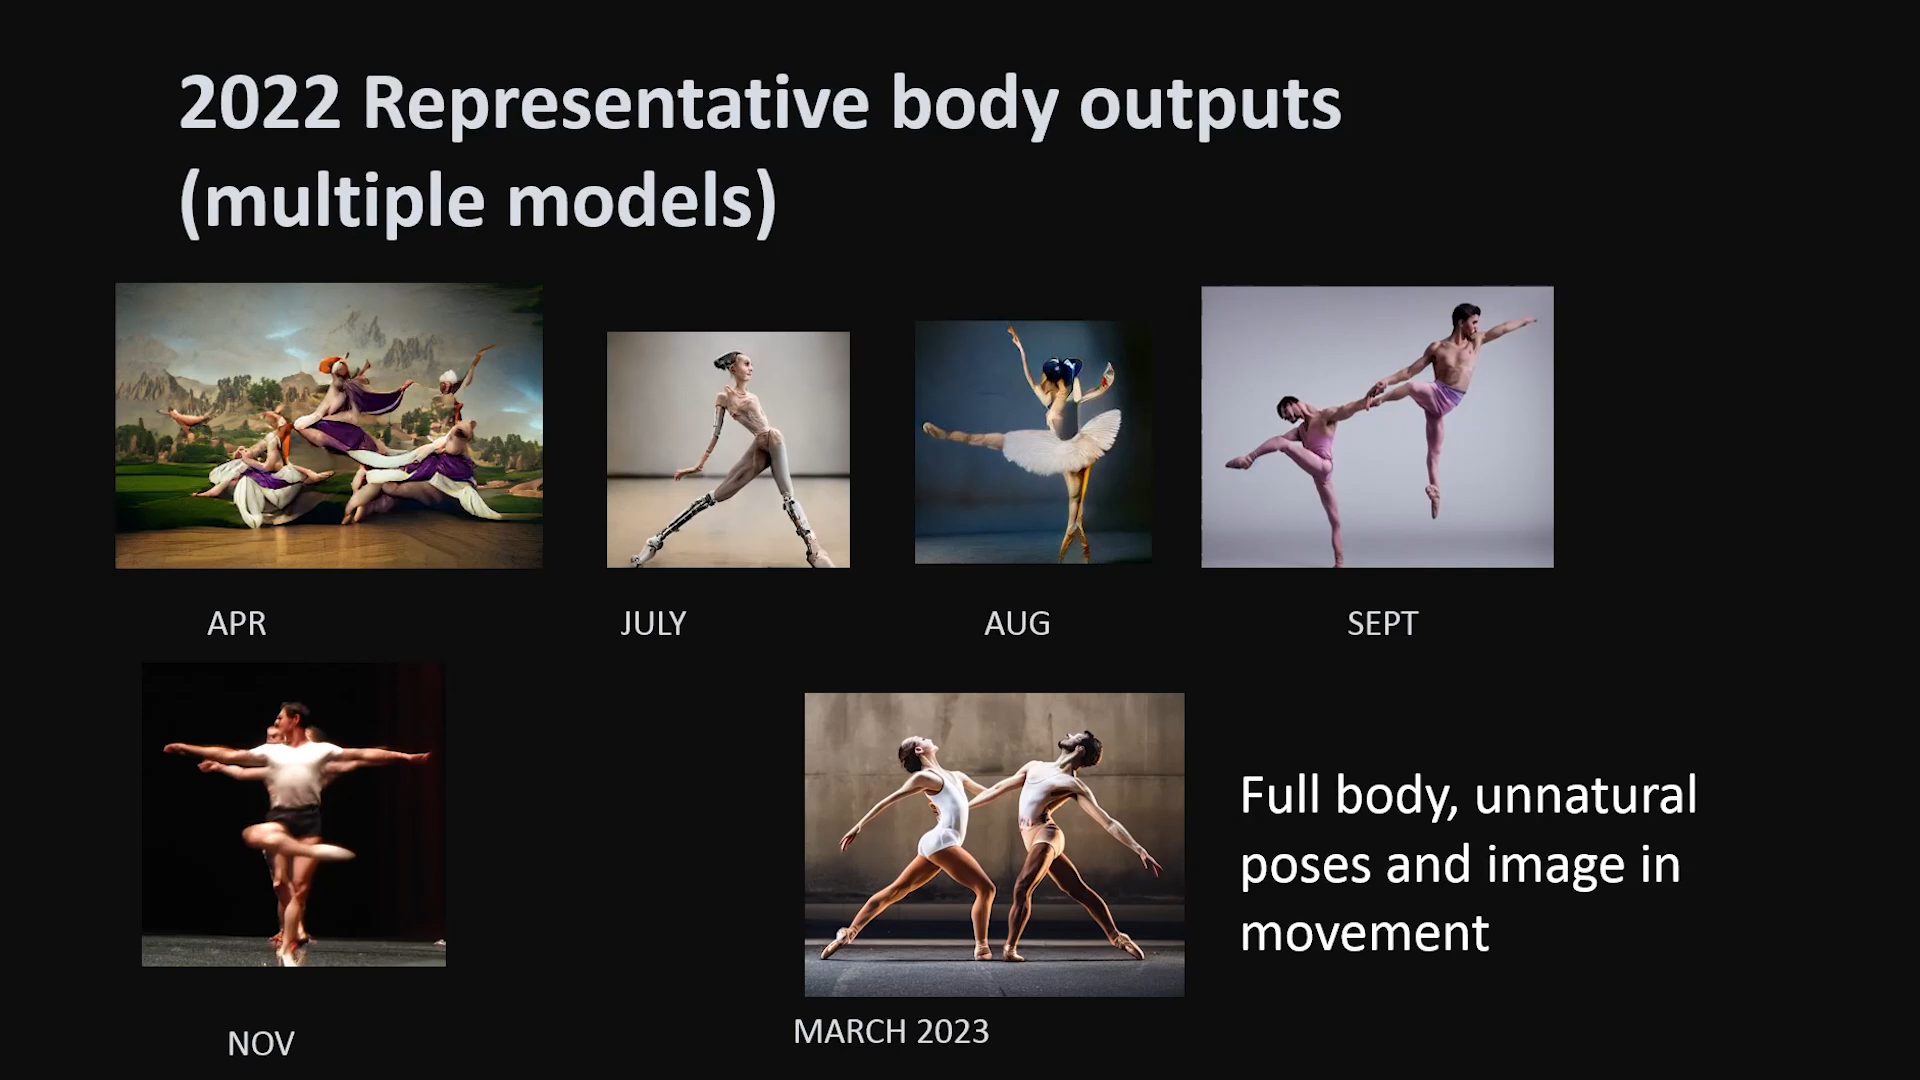 2022 Representative body outputs
(multiple models)
APR
JULY
AUG
SEPT
NOV
MARCH 2023
Full body, unnatural
poses and image in
movement